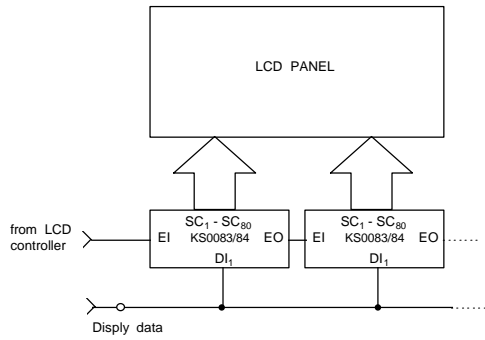 LCD PANEL
from LCD
controller
SC1 - SC80
EI KS0083/84 EO
DI1
SC1 - SC80
EI KS0083/84 EO
DI1
Disply data